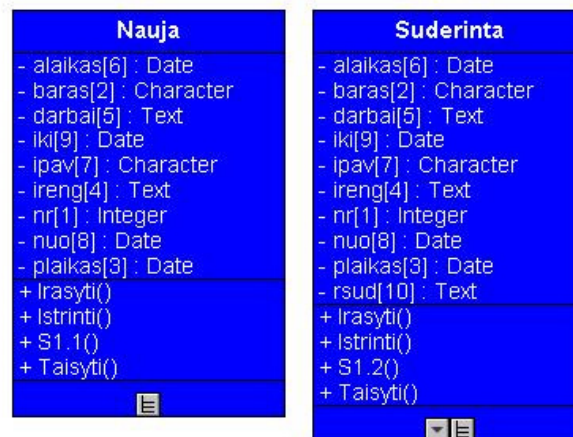 Nauja
- alaikas[6] : Date
- baras[2] : Character
- darbai[5] : Text
- iki[9] : Date
- ipav[7] : Character
- ireng[4] : Text
- nr[1] : Integer
- nuo[8] : Date
- plaikas[3] : Date
+ Irasyti()
+ Istrinti()
+ S1.1()
+ Taisyti()
Suderinta
- alaikas[6] : Date
- baras[2] : Character
- darbai[5] : Text
- iki[9] : Date
- ipav[7] : Character
- ireng[4] : Text
- nr[1] : Integer
- nuo[8] : Date
- plaikas[3] : Date
- rsud[10] : Text
+ Irasyti()
+ Istrinti()
+ S1.2()
+ Taisyti()